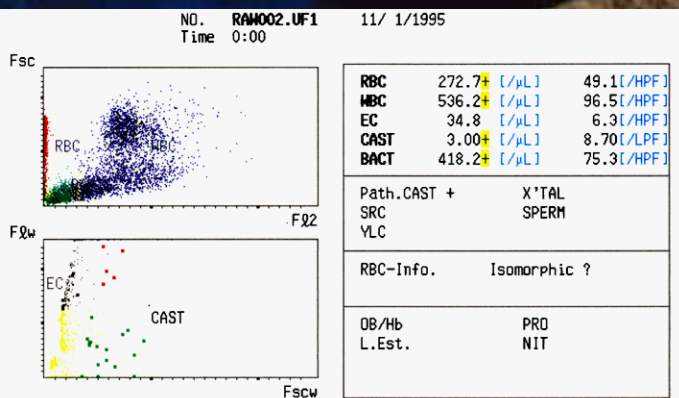 NO. RAW002.UF1 11/ 1/1995
Time 0:00
Fsc
RBC
WBC
Fℓ2
Fℓw
EC
CAST
Fscw
RBC 272.7+ [/µL] 49.1[/HPF]
WBC 536.2+ [/µL] 96.5[/HPF]
EC 34.8 [/µL] 6.3[/HPF]
CAST 3.00+ [/µL] 8.70[/LPF]
BACT 418.2+ [/µL] 75.3[/HPF]
Path.CAST + X'TAL
SRC SPERM
YLC
RBC-Info. Isomorphic ?
OB/Hb PRO
L.Est. NIT